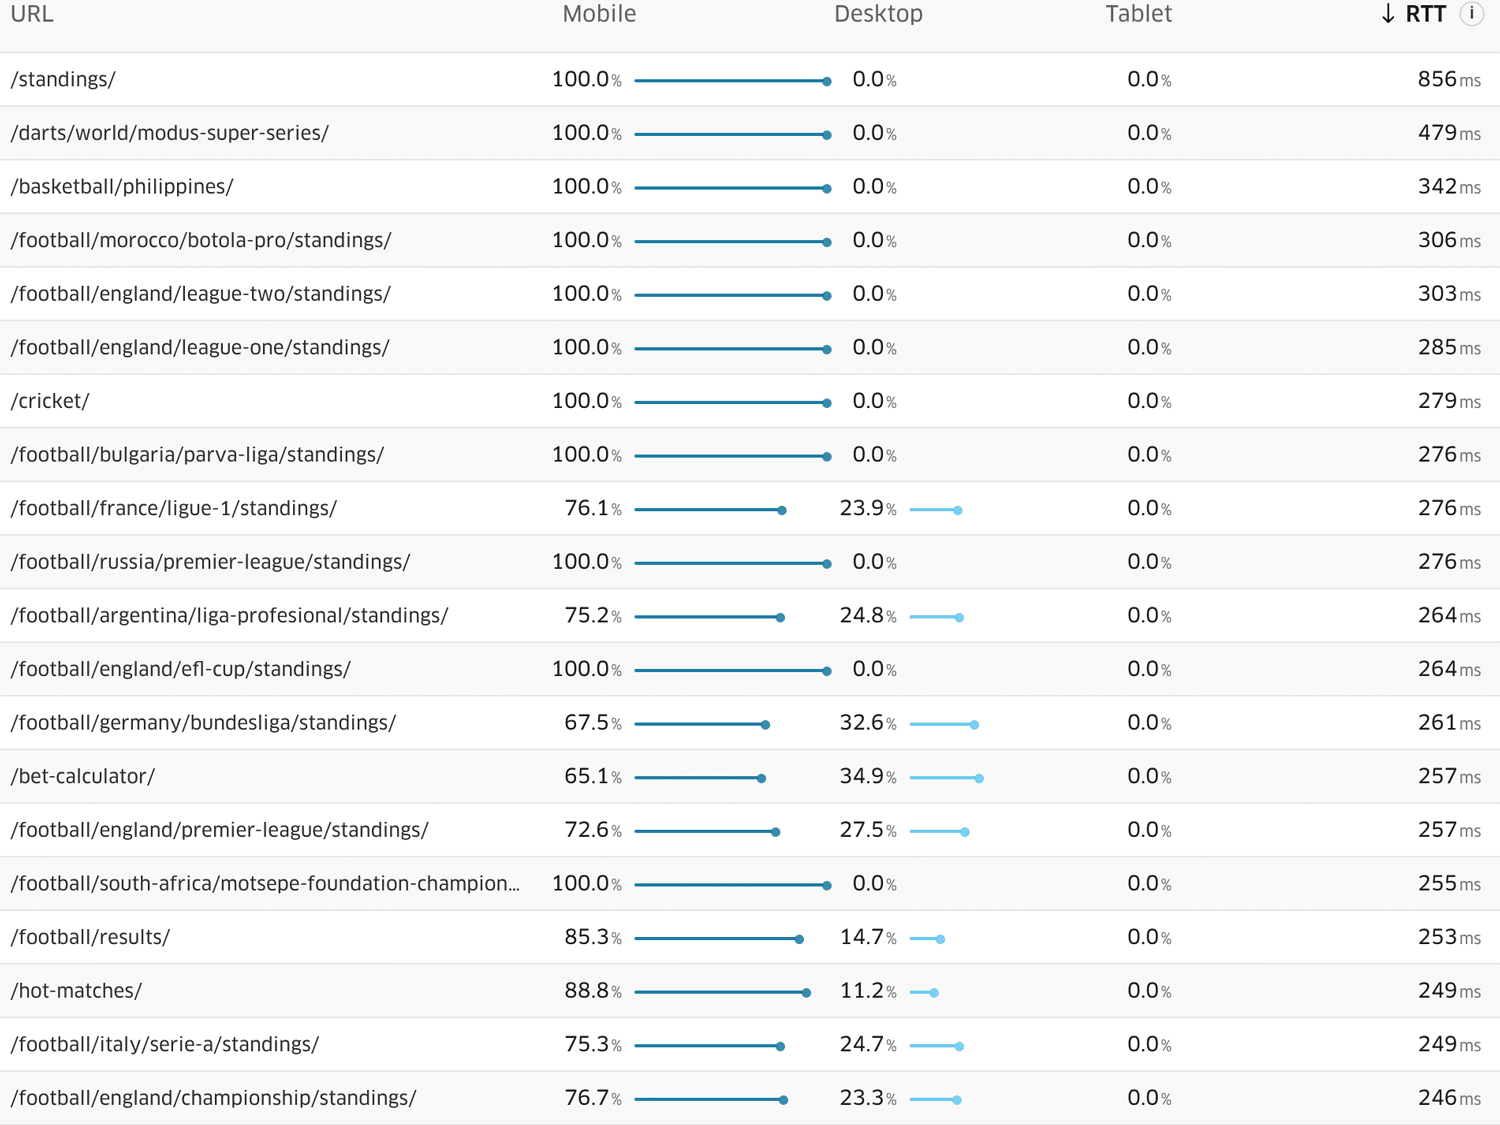 URL Mobile Desktop Tablet ↓ RTT i
/standings/ 100.0% 0.0% 0.0% 856ms
/darts/world/modus-super-series/ 100.0% 0.0% 0.0% 479ms
/basketball/philippines/ 100.0% 0.0% 0.0% 342ms
/football/morocco/botola-pro/standings/ 100.0% 0.0% 0.0% 306ms
/football/england/league-two/standings/ 100.0% 0.0% 0.0% 303ms
/football/england/league-one/standings/ 100.0% 0.0% 0.0% 285ms
/cricket/ 100.0% 0.0% 0.0% 279ms
/football/bulgaria/parva-liga/standings/ 100.0% 0.0% 0.0% 276ms
/football/france/ligue-1/standings/ 76.1% 23.9% 0.0% 276ms
/football/russia/premier-league/standings/ 100.0% 0.0% 0.0% 276ms
/football/argentina/liga-profesional/standings/ 75.2% 24.8% 0.0% 264ms
/football/england/efl-cup/standings/ 100.0% 0.0% 0.0% 264ms
/football/germany/bundesliga/standings/ 67.5% 32.6% 0.0% 261ms
/bet-calculator/ 65.1% 34.9% 0.0% 257ms
/football/england/premier-league/standings/ 72.6% 27.5% 0.0% 257ms
/football/south-africa/motsepe-foundation-champion... 100.0% 0.0% 0.0% 255ms
/football/results/ 85.3% 14.7% 0.0% 253ms
/hot-matches/ 88.8% 11.2% 0.0% 249ms
/football/italy/serie-a/standings/ 75.3% 24.7% 0.0% 249ms
/football/england/championship/standings/ 76.7% 23.3% 0.0% 246ms